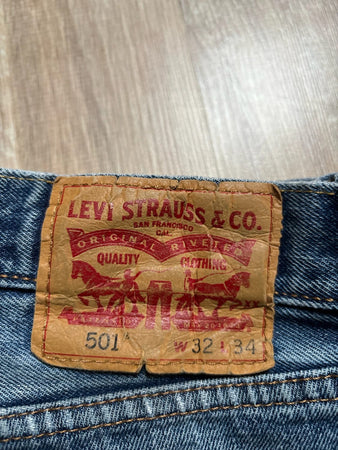 LEVI STRAUSS & CO.
SAN FRANCISCO
CAL.
ORIGINAL RIVETED
QUALITY CLOTHING
501 W 32 L 34